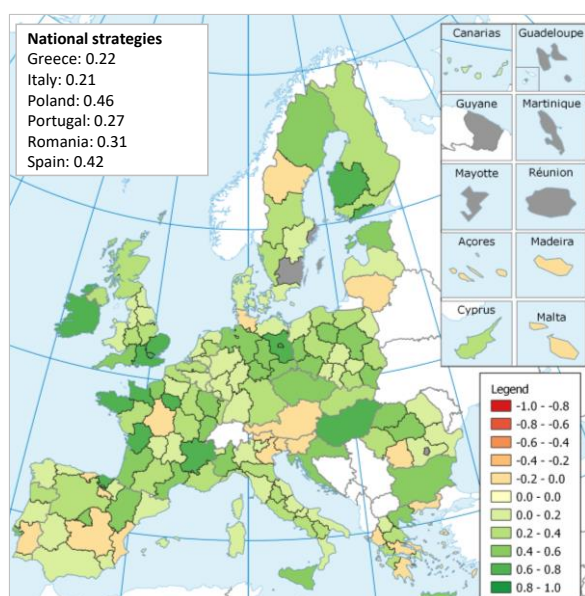 National strategies
Greece: 0.22
Italy: 0.21
Poland: 0.46
Portugal: 0.27
Romania: 0.31
Spain: 0.42
Canarias
Guadeloupe
Guyane
Martinique
Mayotte
Réunion
Açores
Madeira
Cyprus
Malta
Legend
-1.0 - -0.8
-0.8 - -0.6
-0.6 - -0.4
-0.4 - -0.2
-0.2 - 0.0
0.0 - 0.0
0.0 - 0.2
0.2 - 0.4
0.4 - 0.6
0.6 - 0.8
0.8 - 1.0